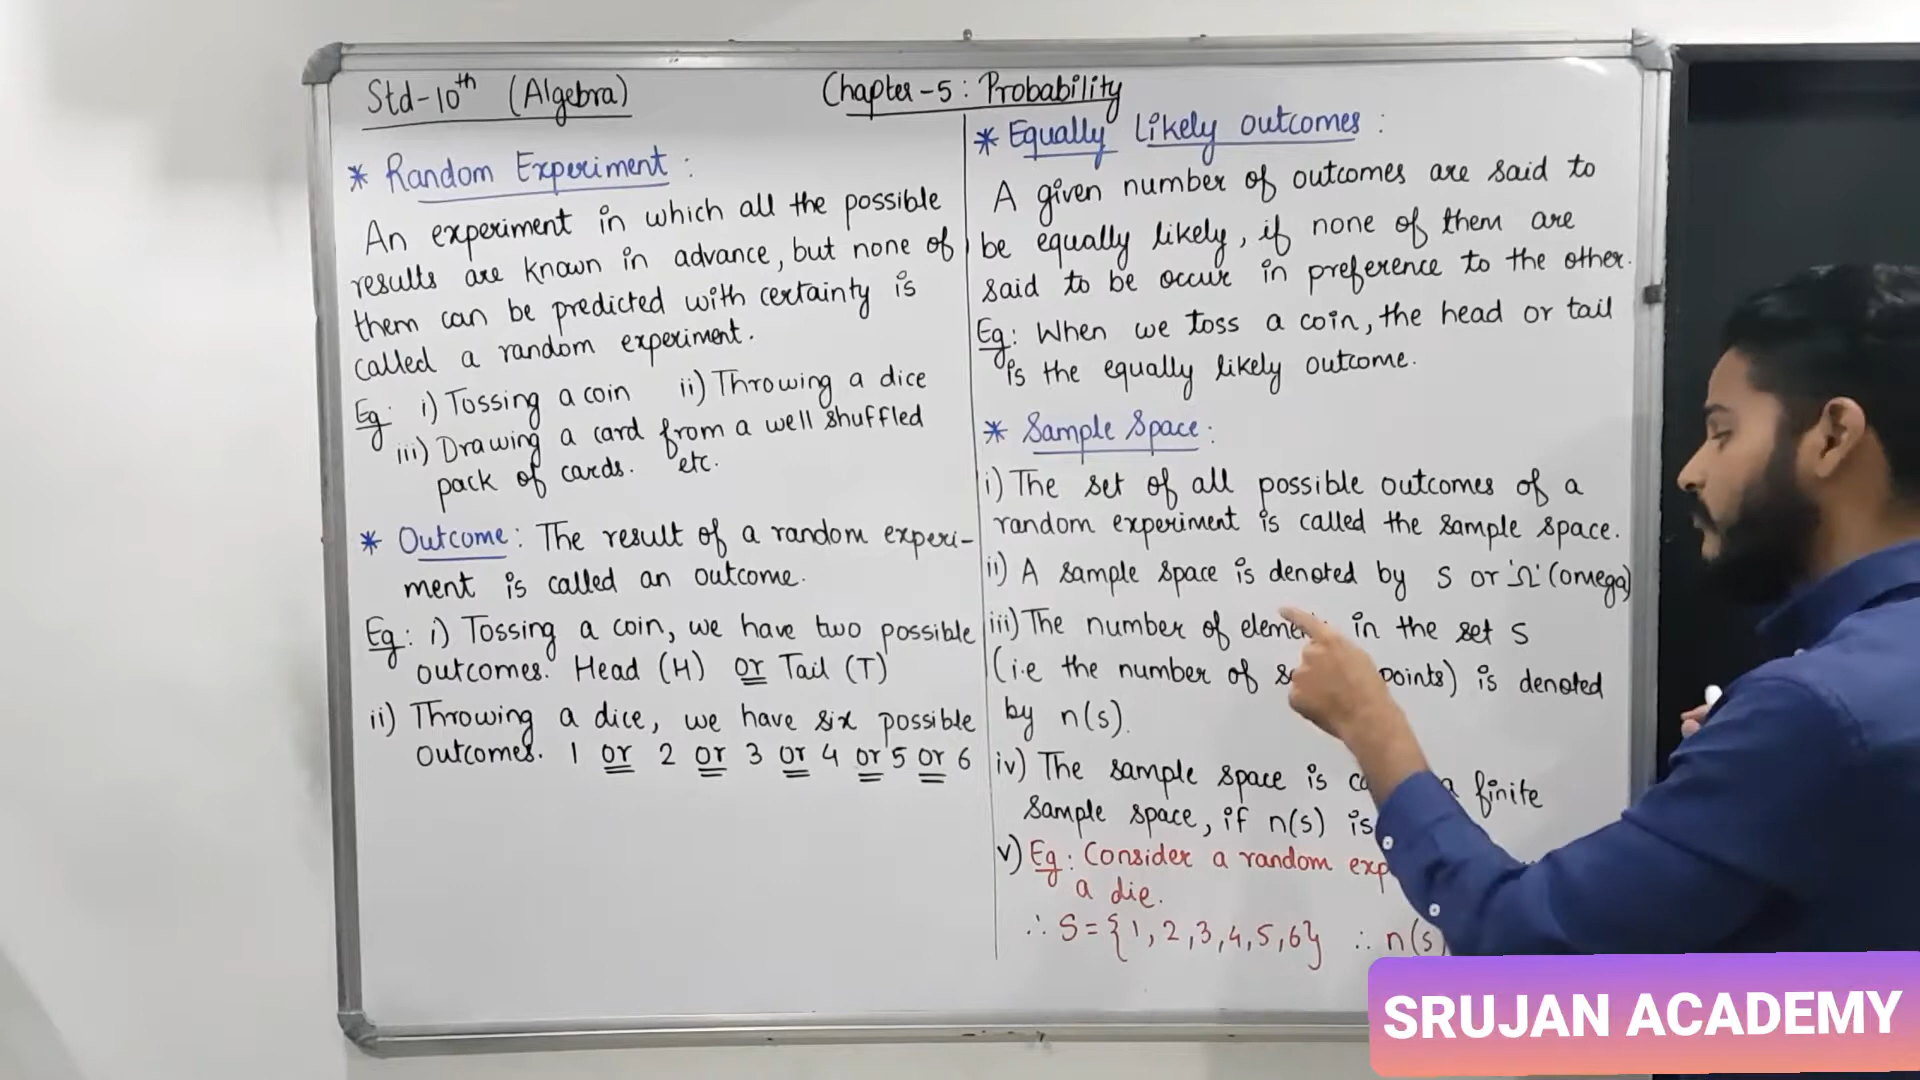 Std-10th (Algebra)
Chapter-5: Probability
* Random Experiment:
An experiment in which all the possible
results are known in advance, but none of
them can be predicted with certainty is
called a random experiment.
Eg: i) Tossing a coin ii) Throwing a dice
iii) Drawing a card from a well shuffled
pack of cards. etc.
* Outcome: The result of a random experi-
ment is called an outcome.
Eg: i) Tossing a coin, we have two possible
outcomes. Head (H) or Tail (T)
ii) Throwing a dice, we have six possible
outcomes. 1 or 2 or 3 or 4 or 5 or 6
* Equally Likely outcomes:
A given number of outcomes are said to
be equally likely, if none of them are
said to be occur in preference to the other.
Eg: When we toss a coin, the head or tail
is the equally likely outcome.
* Sample Space:
i) The set of all possible outcomes of a
random experiment is called the sample space.
ii) A sample space is denoted by S or 'Ω' (omega)
iii) The number of in the set S
(i.e the number of points) is denoted
by n(s).
iv) The sample space is a finite
sample space, if n(s) is
v) Eg: Consider a random
a die.
∴ S = {1, 2, 3, 4, 5, 6} ∴ n(s)
SRUJAN ACADEMY